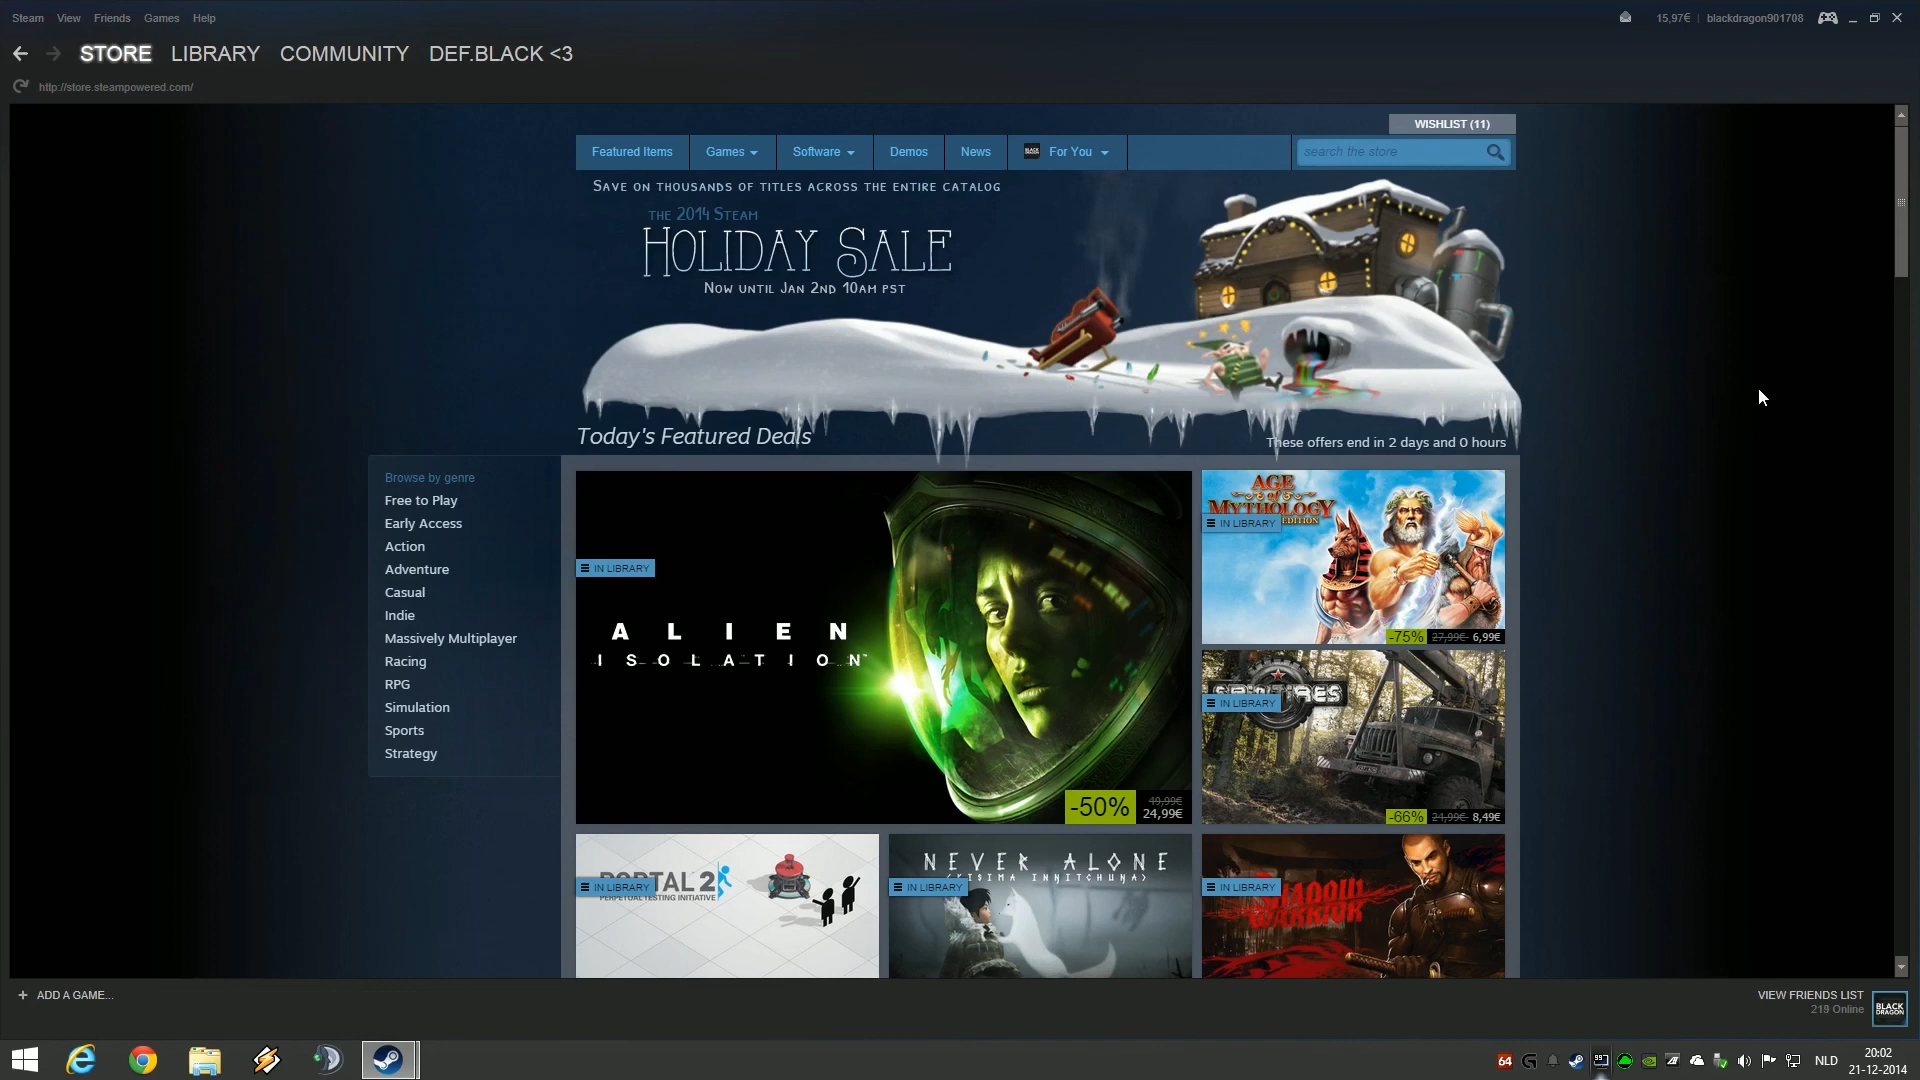 Steam View Friends Games Help
15,97€ | blackdragon901708
STORE LIBRARY COMMUNITY DEF.BLACK <3
http://store.steampowered.com/
WISHLIST (11)
Featured Items Games Software Demos News For You search the store
SAVE ON THOUSANDS OF TITLES ACROSS THE ENTIRE CATALOG
THE 2014 STEAM
HOLIDAY SALE
NOW UNTIL JAN 2ND 10AM PST
Today's Featured Deals
These offers end in 2 days and 0 hours
Browse by genre
Free to Play
Early Access
Action
Adventure
Casual
Indie
Massively Multiplayer
Racing
RPG
Simulation
Sports
Strategy
IN LIBRARY
ALIEN
ISOLATION™
-50% 49,99€ 24,99€
AGE of MYTHOLOGY
EDITION
IN LIBRARY
-75% 27,99€ 6,99€
SPINTIRES
IN LIBRARY
-66% 24,99€ 8,49€
PORTAL 2
IN LIBRARY
PERPETUAL TESTING INITIATIVE
NEVER ALONE
(KISIMA INNITCHUNA)
IN LIBRARY
SHADOW WARRIOR
IN LIBRARY
+ ADD A GAME...
VIEW FRIENDS LIST
219 Online
BLACK DRAGON
64
99
NLD
20:02
21-12-2014